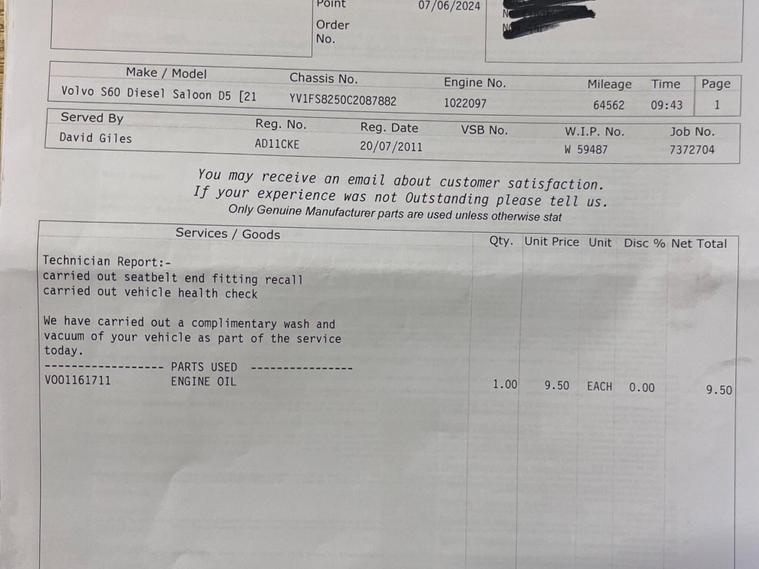 Point 07/06/2024
Order
No.
Make / Model Chassis No. Engine No. Mileage Time Page
Volvo S60 Diesel Saloon D5 [21 YV1FS8250C2087882 1022097 64562 09:43 1
Served By Reg. No. Reg. Date VSB No. W.I.P. No. Job No.
David Giles AD11CKE 20/07/2011 W 59487 7372704
You may receive an email about customer satisfaction.
If your experience was not Outstanding please tell us.
Only Genuine Manufacturer parts are used unless otherwise stat
Services / Goods Qty. Unit Price Unit Disc % Net Total
Technician Report:-
carried out seatbelt end fitting recall
carried out vehicle health check
We have carried out a complimentary wash and
vacuum of your vehicle as part of the service
today.
------------------ PARTS USED ----------------
VO01161711 ENGINE OIL 1.00 9.50 EACH 0.00 9.50